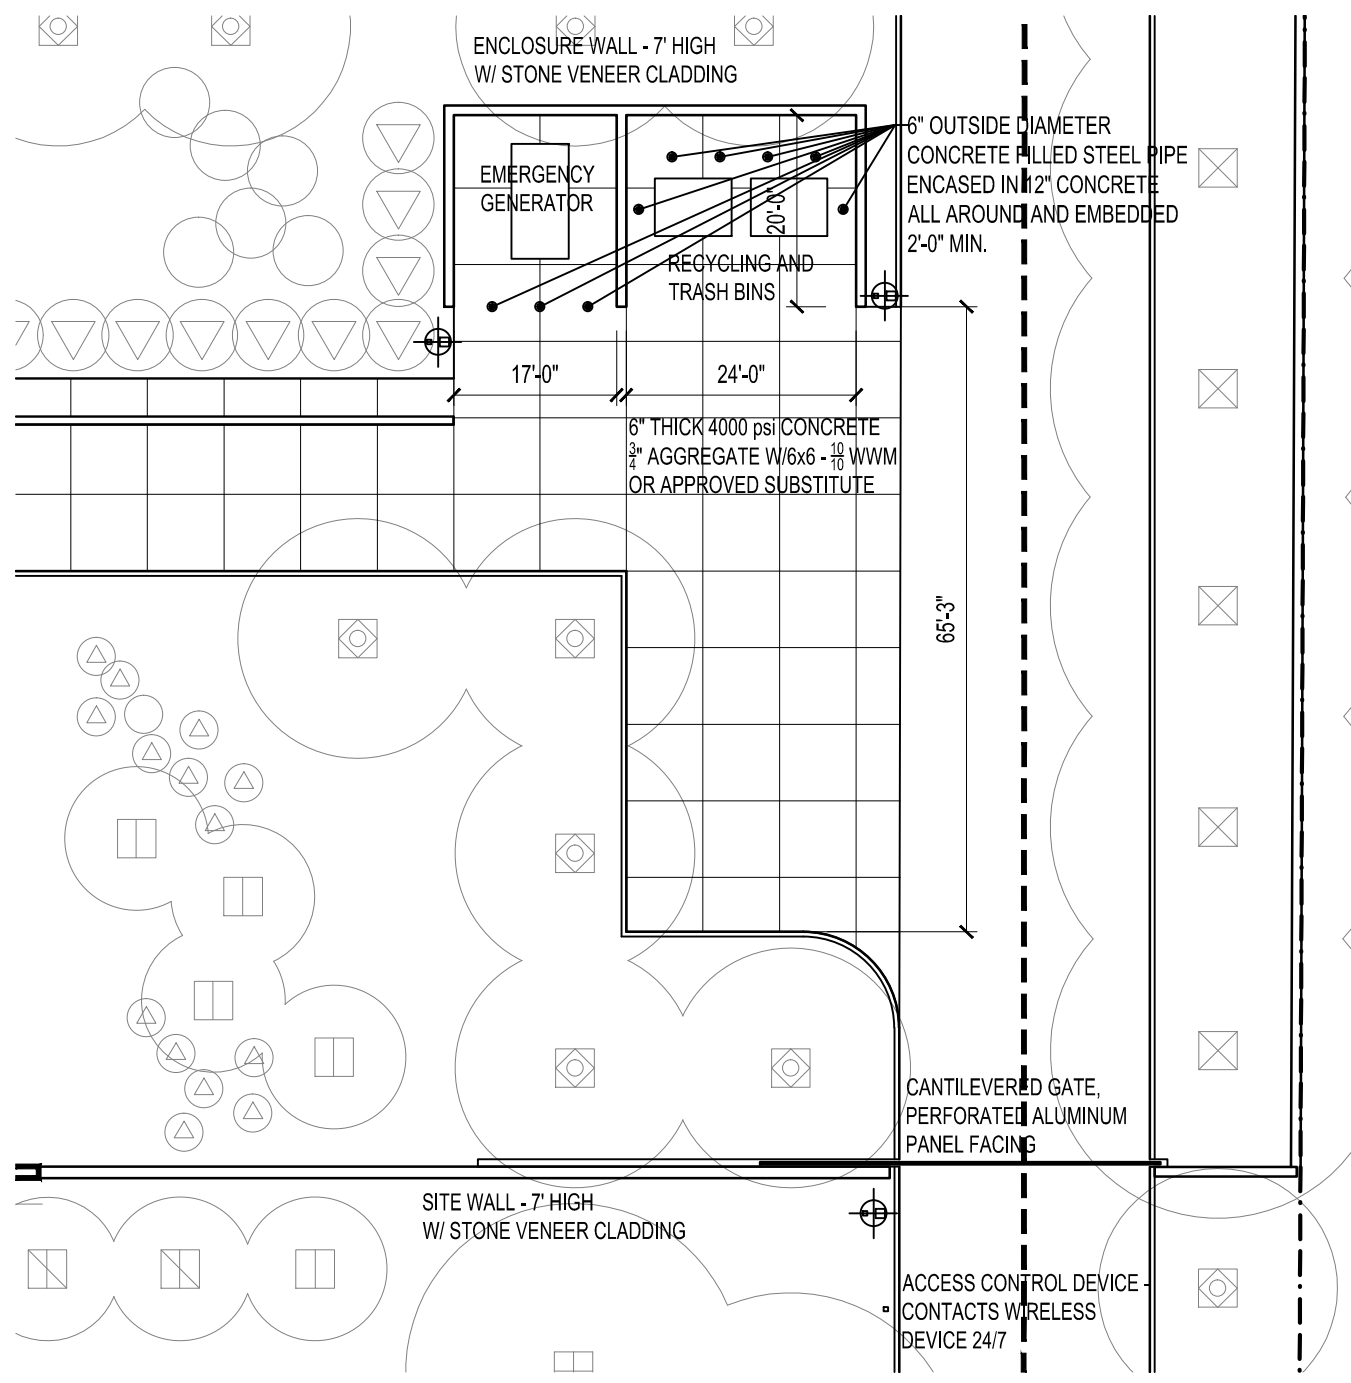 ENCLOSURE WALL - 7' HIGH
W/ STONE VENEER CLADDING
6" OUTSIDE DIAMETER
CONCRETE FILLED STEEL PIPE
ENCASED IN 12" CONCRETE
ALL AROUND AND EMBEDDED
2'-0" MIN.
EMERGENCY
GENERATOR
20'-0"
RECYCLING AND
TRASH BINS
17'-0"
24'-0"
6" THICK 4000 psi CONCRETE
3/4" AGGREGATE W/6x6 - 10/10 WWM
OR APPROVED SUBSTITUTE
65'-3"
CANTILEVERED GATE,
PERFORATED ALUMINUM
PANEL FACING
SITE WALL - 7' HIGH
W/ STONE VENEER CLADDING
ACCESS CONTROL DEVICE -
CONTACTS WIRELESS
DEVICE 24/7